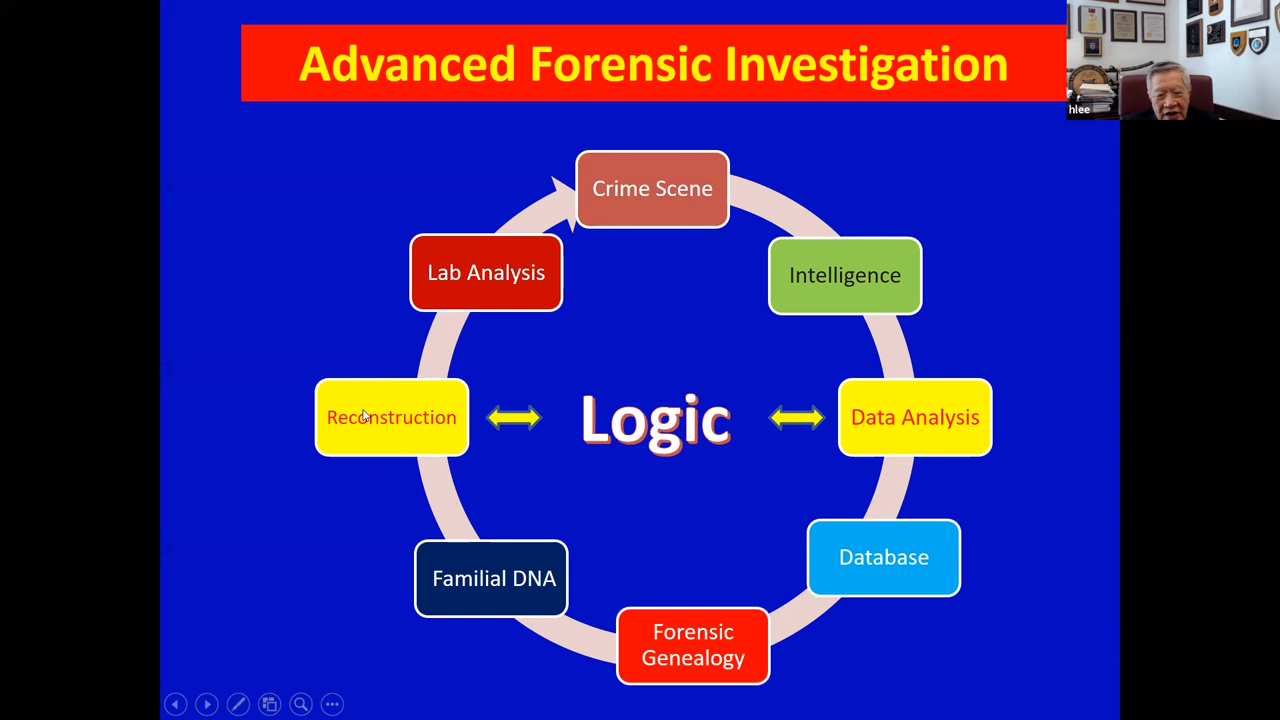 Advanced Forensic Investigation
hlee
Crime Scene
Lab Analysis
Intelligence
Reconstruction
Logic
Data Analysis
Database
Familial DNA
Forensic
Genealogy